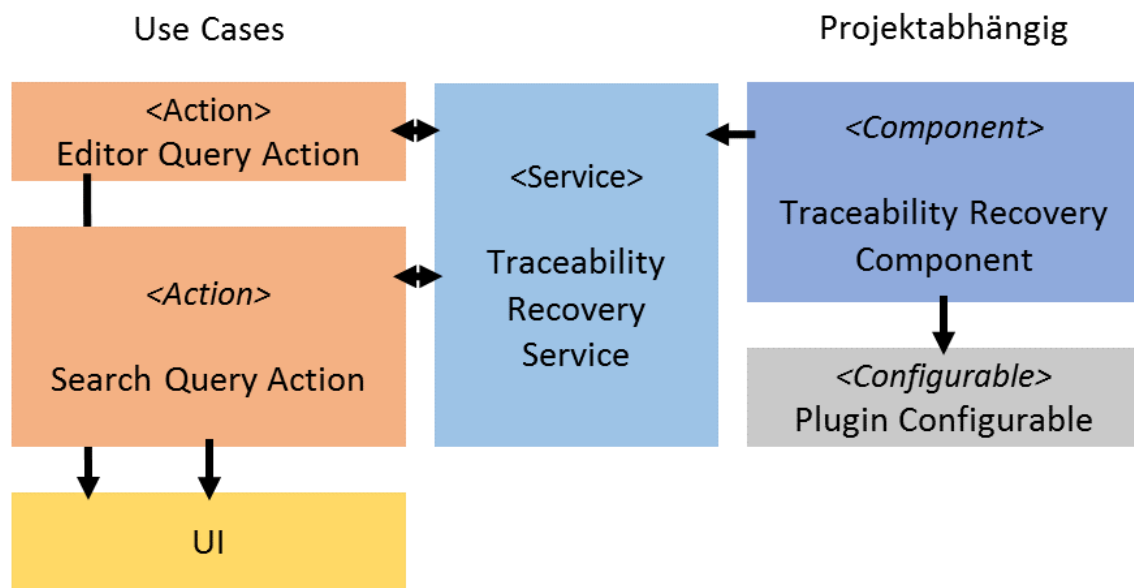 Use Cases
Projektabhängig
<Action>
Editor Query Action
<Action>
Search Query Action
UI
<Service>
Traceability
Recovery
Service
<Component>
Traceability Recovery
Component
<Configurable>
Plugin Configurable